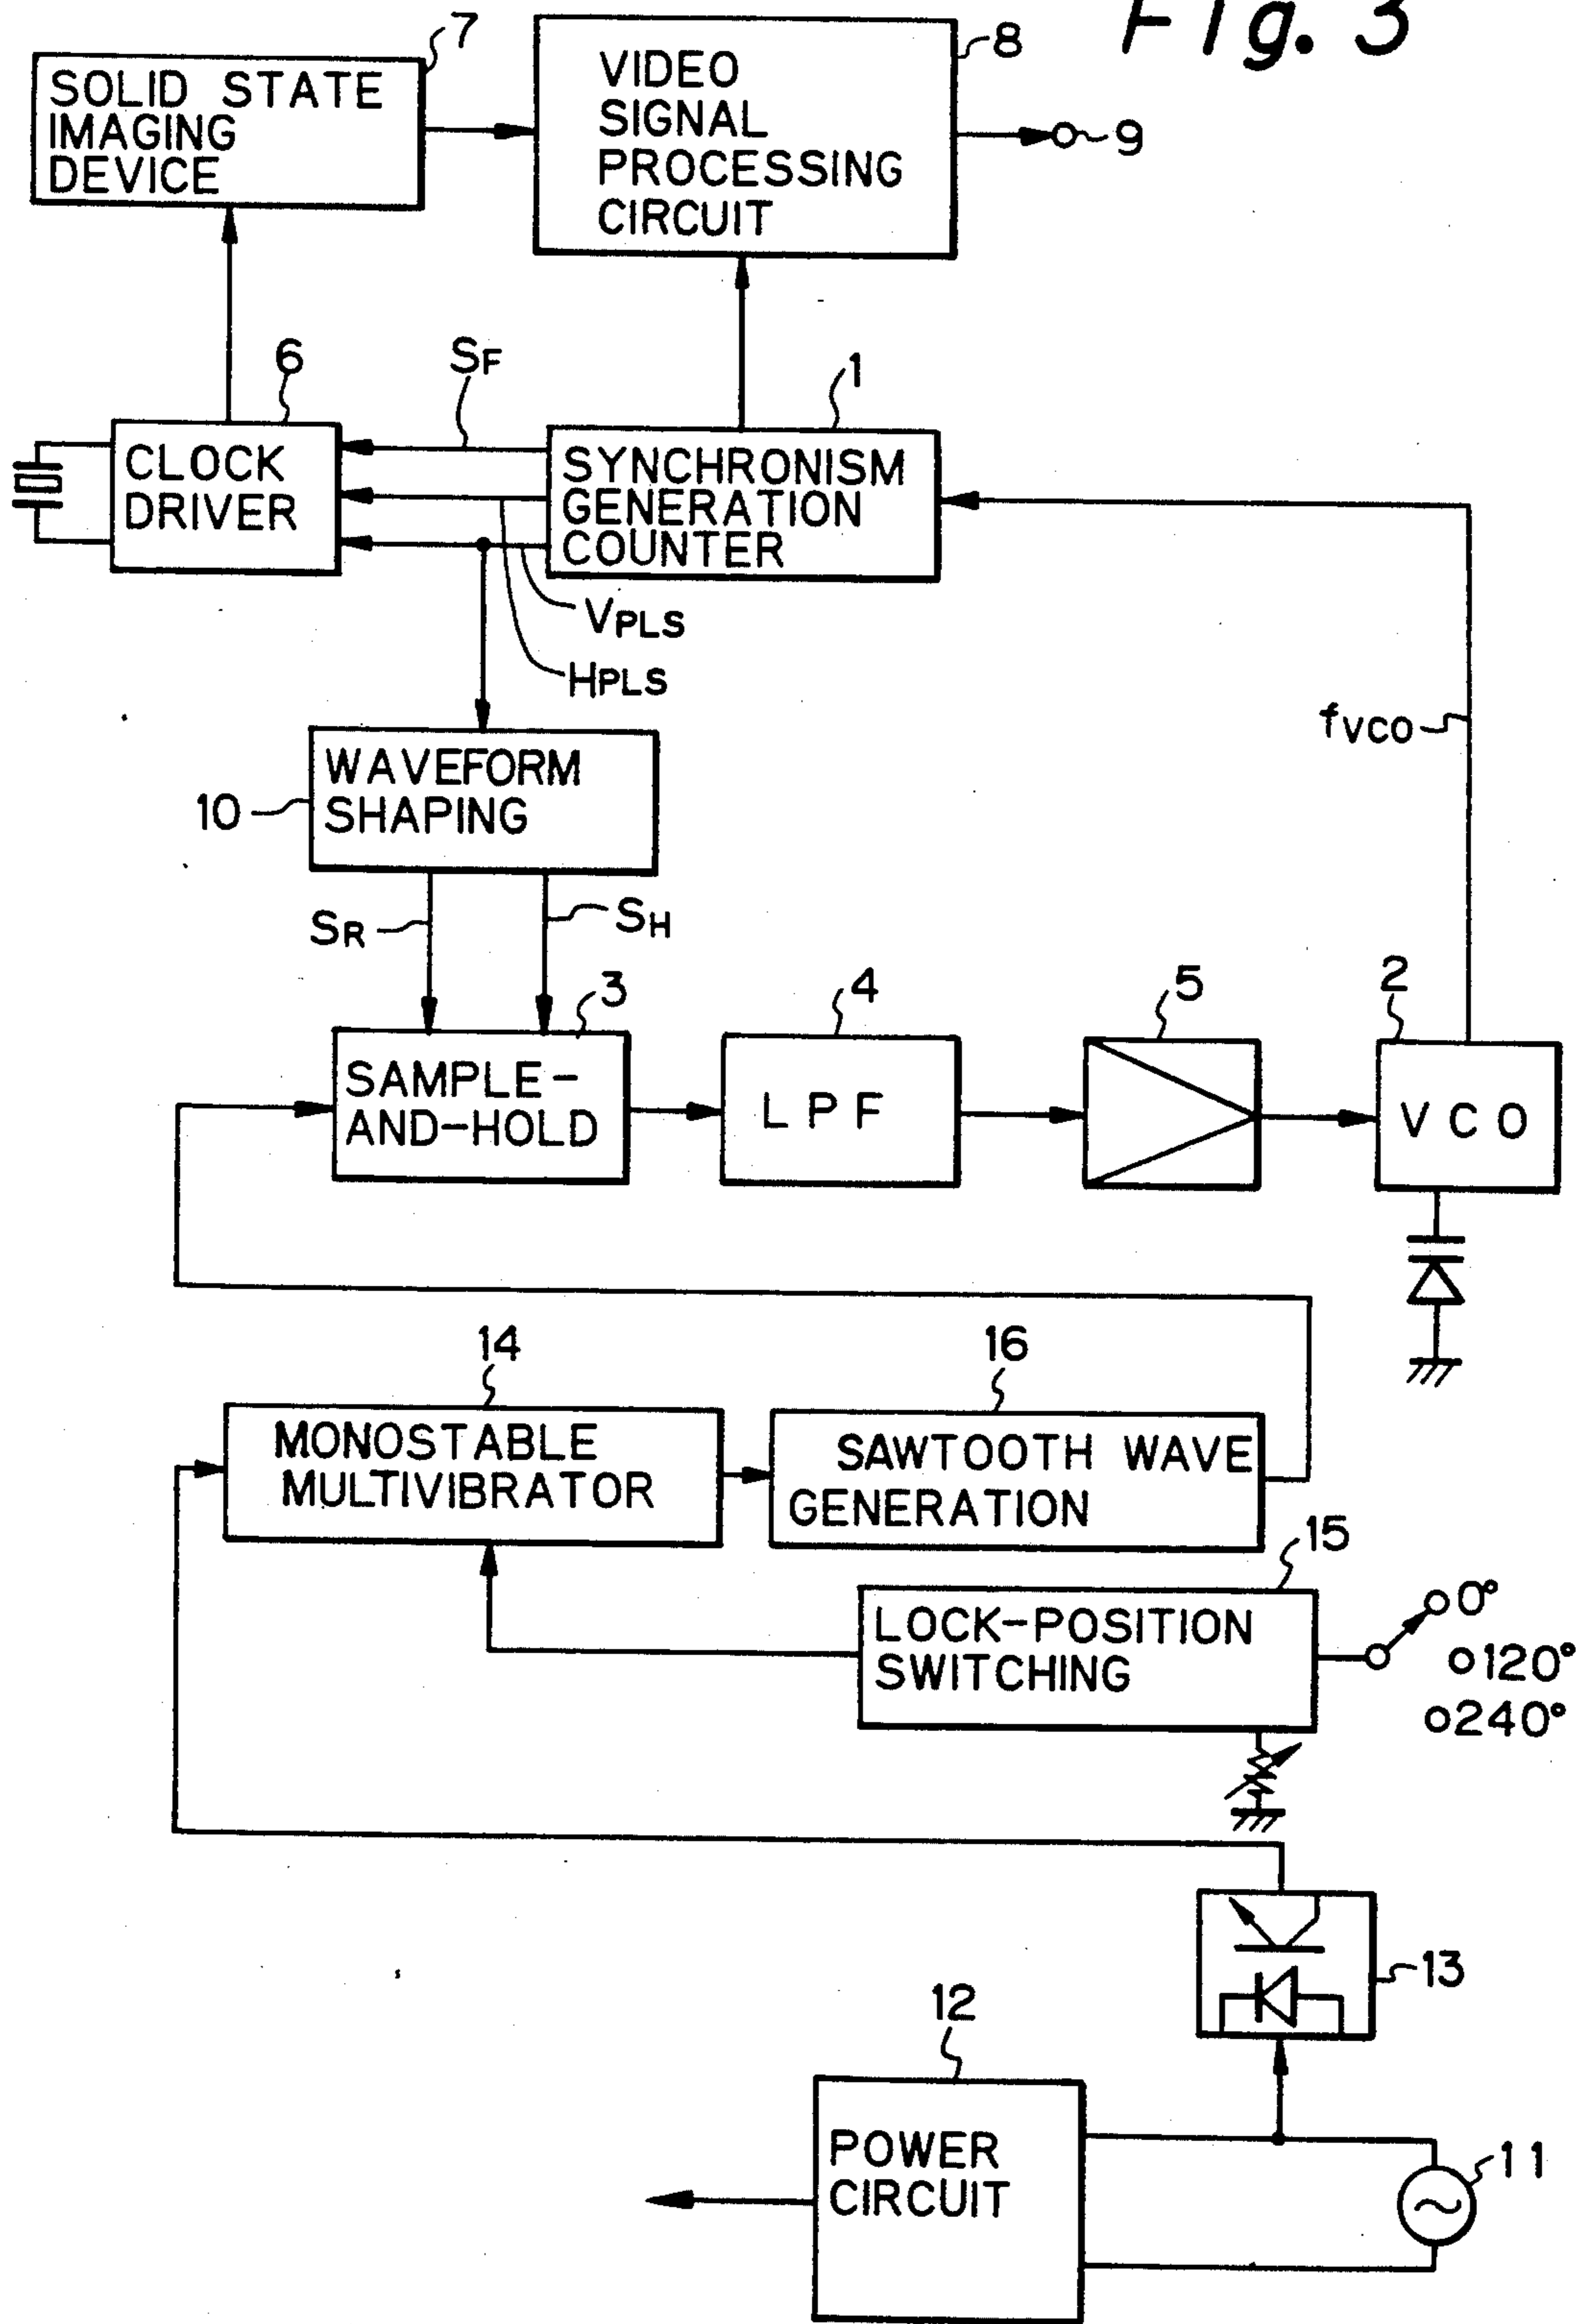 Fig. 3
7
8
SOLID STATE
IMAGING
DEVICE
VIDEO
SIGNAL
PROCESSING
CIRCUIT
9
6
SF
1
CLOCK
DRIVER
SYNCHRONISM
GENERATION
COUNTER
VPLS
HPLS
fVCO
WAVEFORM
SHAPING
10
SR
SH
3
4
5
2
SAMPLE-
AND-HOLD
LPF
VCO
14
16
MONOSTABLE
MULTIVIBRATOR
SAWTOOTH WAVE
GENERATION
15
LOCK-POSITION
SWITCHING
0°
120°
240°
13
12
POWER
CIRCUIT
11